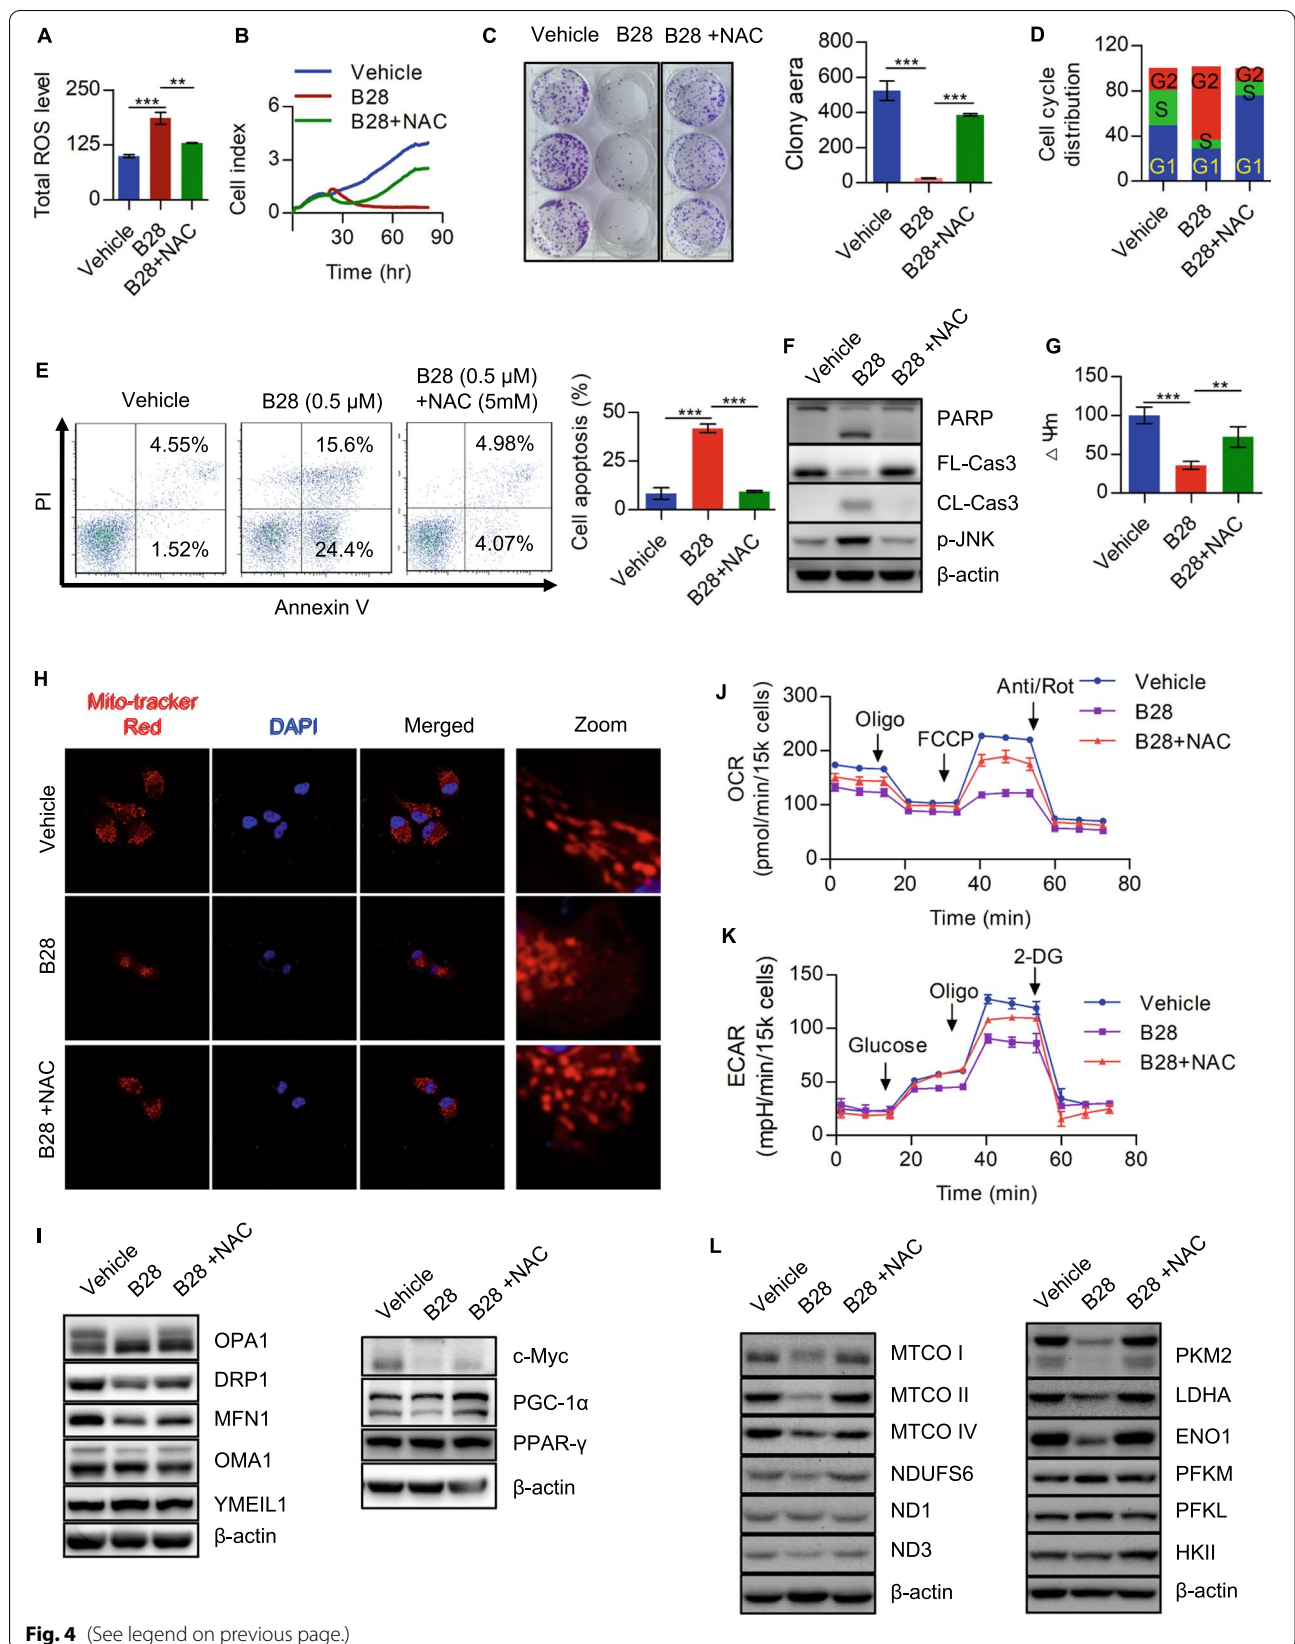 A
Total ROS level
250
125
0
***
**
Vehicle
B28
B28+NAC
B
Vehicle
B28
B28+NAC
Cell index
6
3
0
30 60 90
Time (hr)
C
Vehicle B28 B28 +NAC
Clony aera
800
600
400
200
0
***
***
Vehicle
B28
B28+NAC
D
Cell cycle
distribution
120
80
40
0
G2 G2 G2
S S S
G1 G1 G1
Vehicle
B28
B28+NAC
E
Vehicle
B28 (0.5 μM)
B28 (0.5 μM)
+NAC (5mM)
PI
4.55% 15.6% 4.98%
1.52% 24.4% 4.07%
Annexin V
Cell apoptosis (%)
50
25
0
***
***
Vehicle
B28
B28+NAC
F
Vehicle
B28
B28 +NAC
PARP
FL-Cas3
CL-Cas3
p-JNK
β-actin
G
△ Ψm
150
100
50
0
***
**
Vehicle
B28
B28+NAC
H
Mito-tracker
Red
DAPI
Merged
Zoom
Vehicle
B28
B28 +NAC
J
OCR
(pmol/min/15k cells)
300
200
100
0
Oligo
FCCP
Anti/Rot
Vehicle
B28
B28+NAC
0 20 40 60 80
Time (min)
K
ECAR
(mpH/min/15k cells)
150
100
50
0
Glucose
Oligo
2-DG
Vehicle
B28
B28+NAC
0 20 40 60 80
Time (min)
I
Vehicle
B28
B28 +NAC
OPA1
DRP1
MFN1
OMA1
YMEIL1
β-actin
Vehicle
B28
B28 +NAC
c-Myc
PGC-1α
PPAR-γ
β-actin
L
Vehicle
B28
B28 +NAC
MTCO I
MTCO II
MTCO IV
NDUFS6
ND1
ND3
β-actin
Vehicle
B28
B28 +NAC
PKM2
LDHA
ENO1
PFKM
PFKL
HKII
β-actin
Fig. 4 (See legend on previous page.)